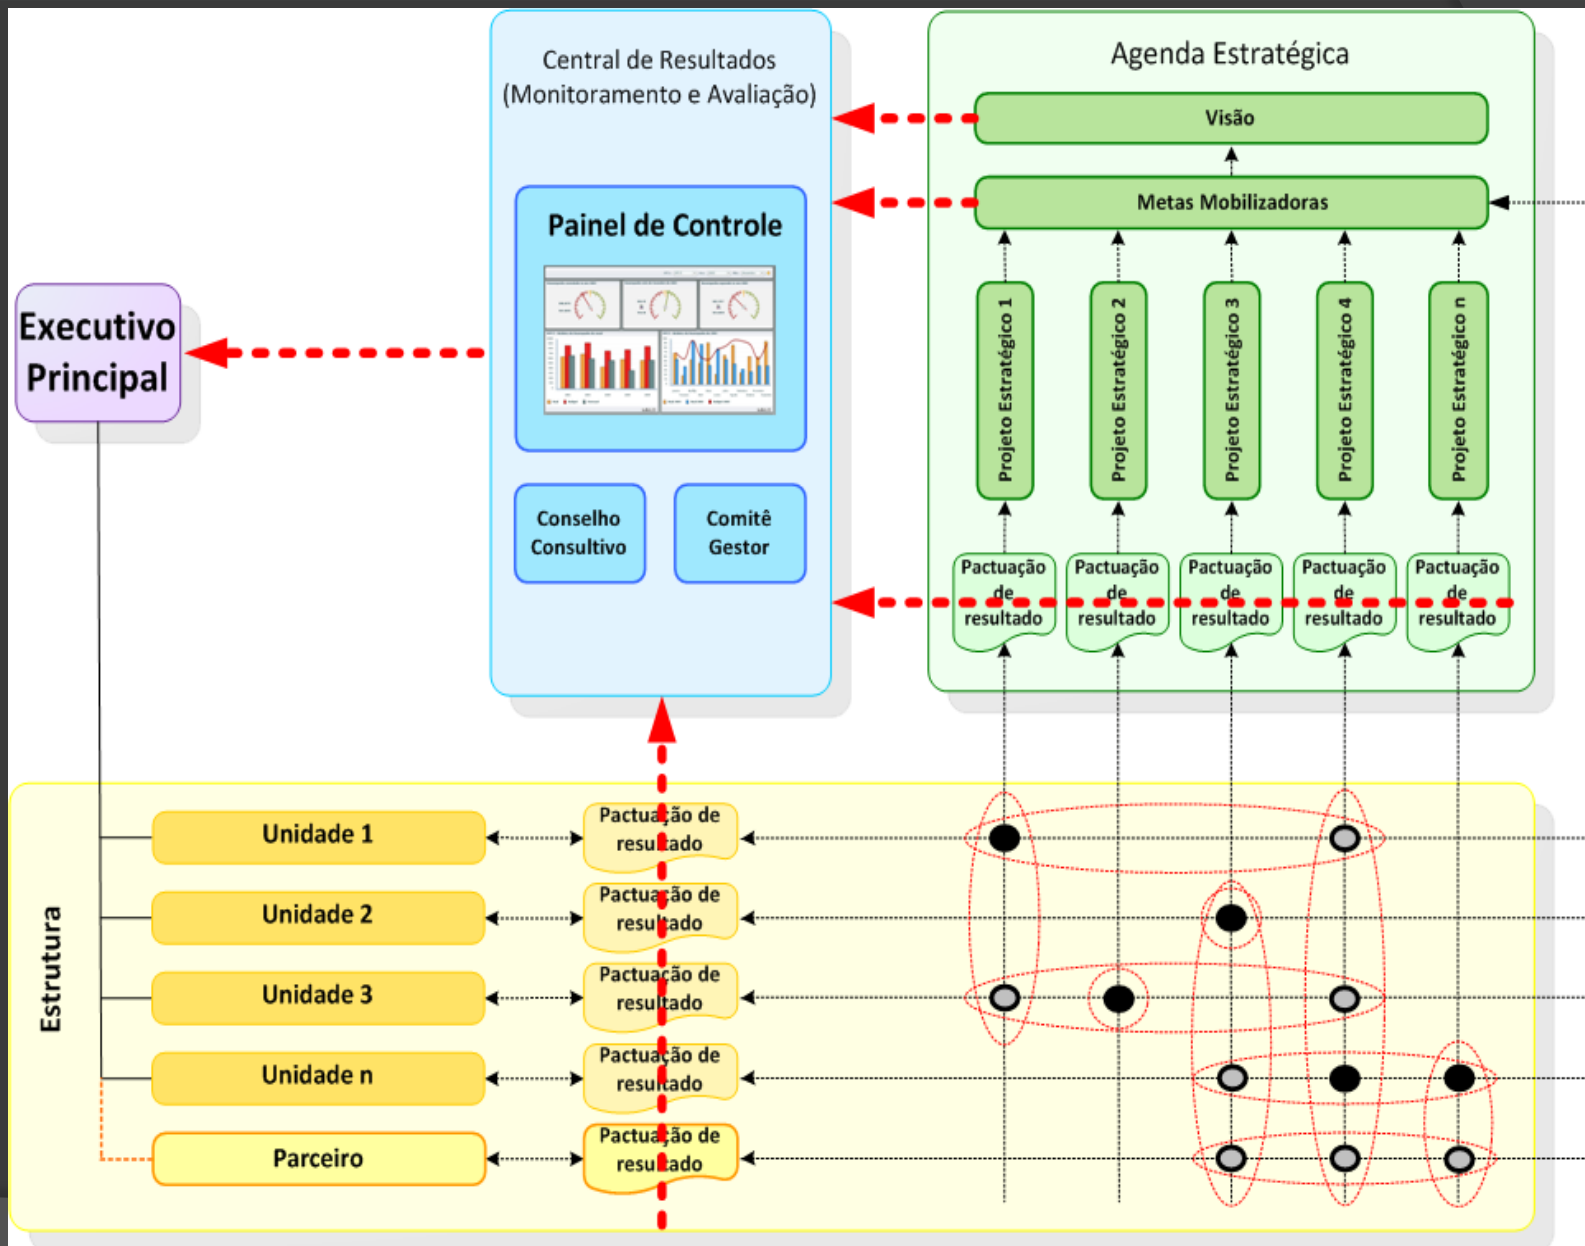 Central de Resultados
(Monitoramento e Avaliação)
Painel de Controle
Conselho
Consultivo
Comitê
Gestor
Agenda Estratégica
Visão
Metas Mobilizadoras
Projeto Estratégico 1
Projeto Estratégico 2
Projeto Estratégico 3
Projeto Estratégico 4
Projeto Estratégico n
Pactuação
de
resultado
Pactuação
de
resultado
Pactuação
de
resultado
Pactuação
de
resultado
Pactuação
de
resultado
Executivo
Principal
Estrutura
Unidade 1
Pactuação de
resultado
Unidade 2
Pactuação de
resultado
Unidade 3
Pactuação de
resultado
Unidade n
Pactuação de
resultado
Parceiro
Pactuação de
resultado